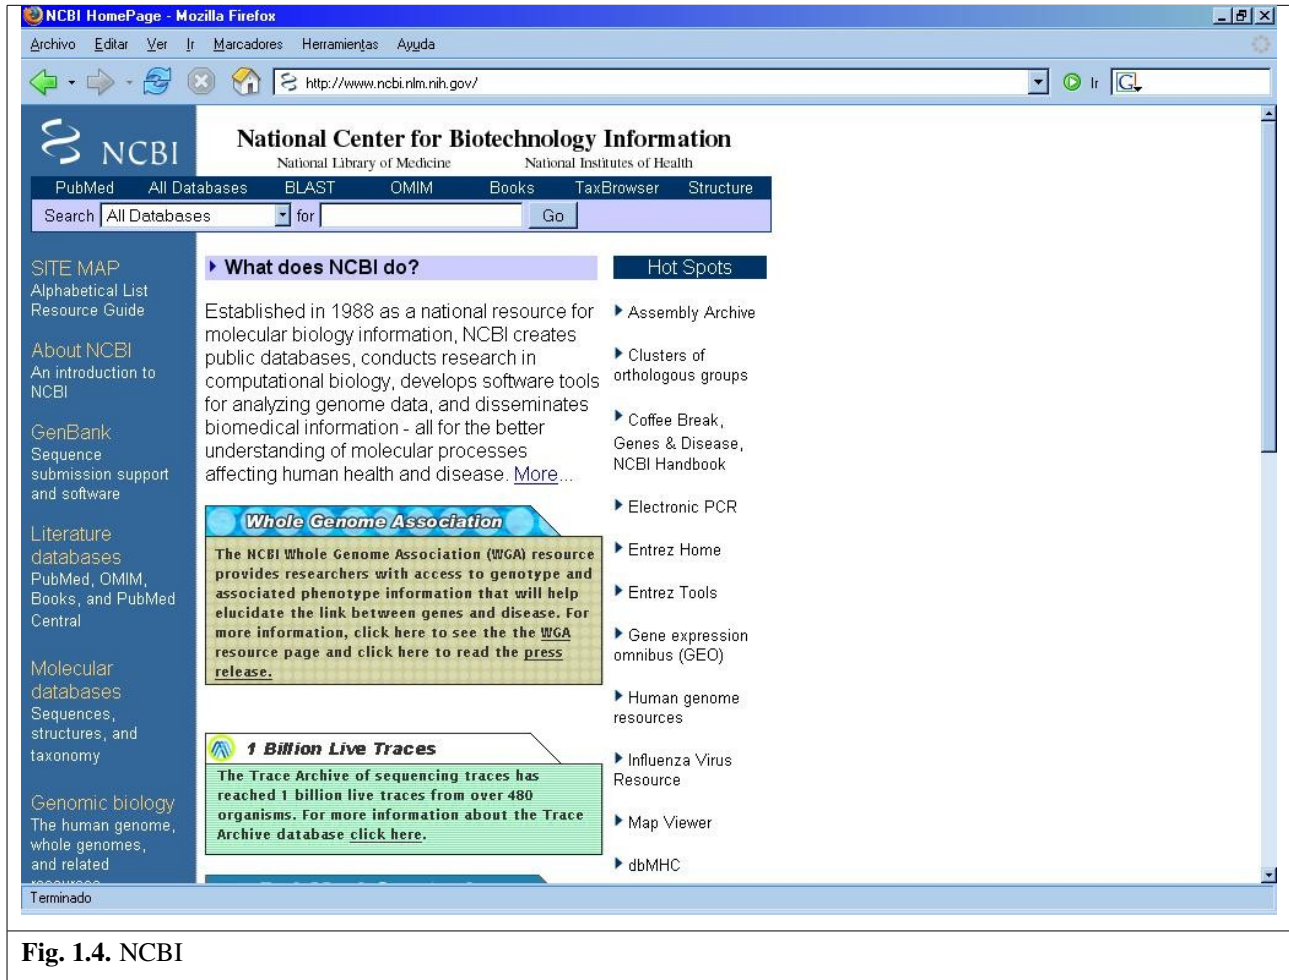 NCBI HomePage - Mozilla Firefox
Archivo Editar Ver Ir Marcadores Herramientas Ayuda
http://www.ncbi.nlm.nih.gov/ Ir G
NCBI
National Center for Biotechnology Information
National Library of Medicine National Institutes of Health
PubMed All Databases BLAST OMIM Books TaxBrowser Structure
Search All Databases for Go
SITE MAP
Alphabetical List
Resource Guide
About NCBI
An introduction to
NCBI
GenBank
Sequence
submission support
and software
Literature
databases
PubMed, OMIM,
Books, and PubMed
Central
Molecular
databases
Sequences,
structures, and
taxonomy
Genomic biology
The human genome,
whole genomes,
and related
What does NCBI do?
Established in 1988 as a national resource for
molecular biology information, NCBI creates
public databases, conducts research in
computational biology, develops software tools
for analyzing genome data, and disseminates
biomedical information - all for the better
understanding of molecular processes
affecting human health and disease. More...
Whole Genome Association
The NCBI Whole Genome Association (WGA) resource
provides researchers with access to genotype and
associated phenotype information that will help
elucidate the link between genes and disease. For
more information, click here to see the the WGA
resource page and click here to read the press
release.
1 Billion Live Traces
The Trace Archive of sequencing traces has
reached 1 billion live traces from over 480
organisms. For more information about the Trace
Archive database click here.
Hot Spots
Assembly Archive
Clusters of
orthologous groups
Coffee Break,
Genes & Disease,
NCBI Handbook
Electronic PCR
Entrez Home
Entrez Tools
Gene expression
omnibus (GEO)
Human genome
resources
Influenza Virus
Resource
Map Viewer
dbMHC
Terminado
Fig. 1.4. NCBI